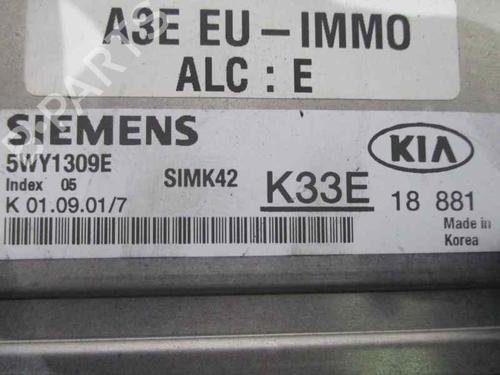 A3E EU – IMMO
ALC : E
SIEMENS
KIA
5WY1309E
Index 05
SIMK42
K33E
18 881
K 01.09.01/7
Made in
Korea